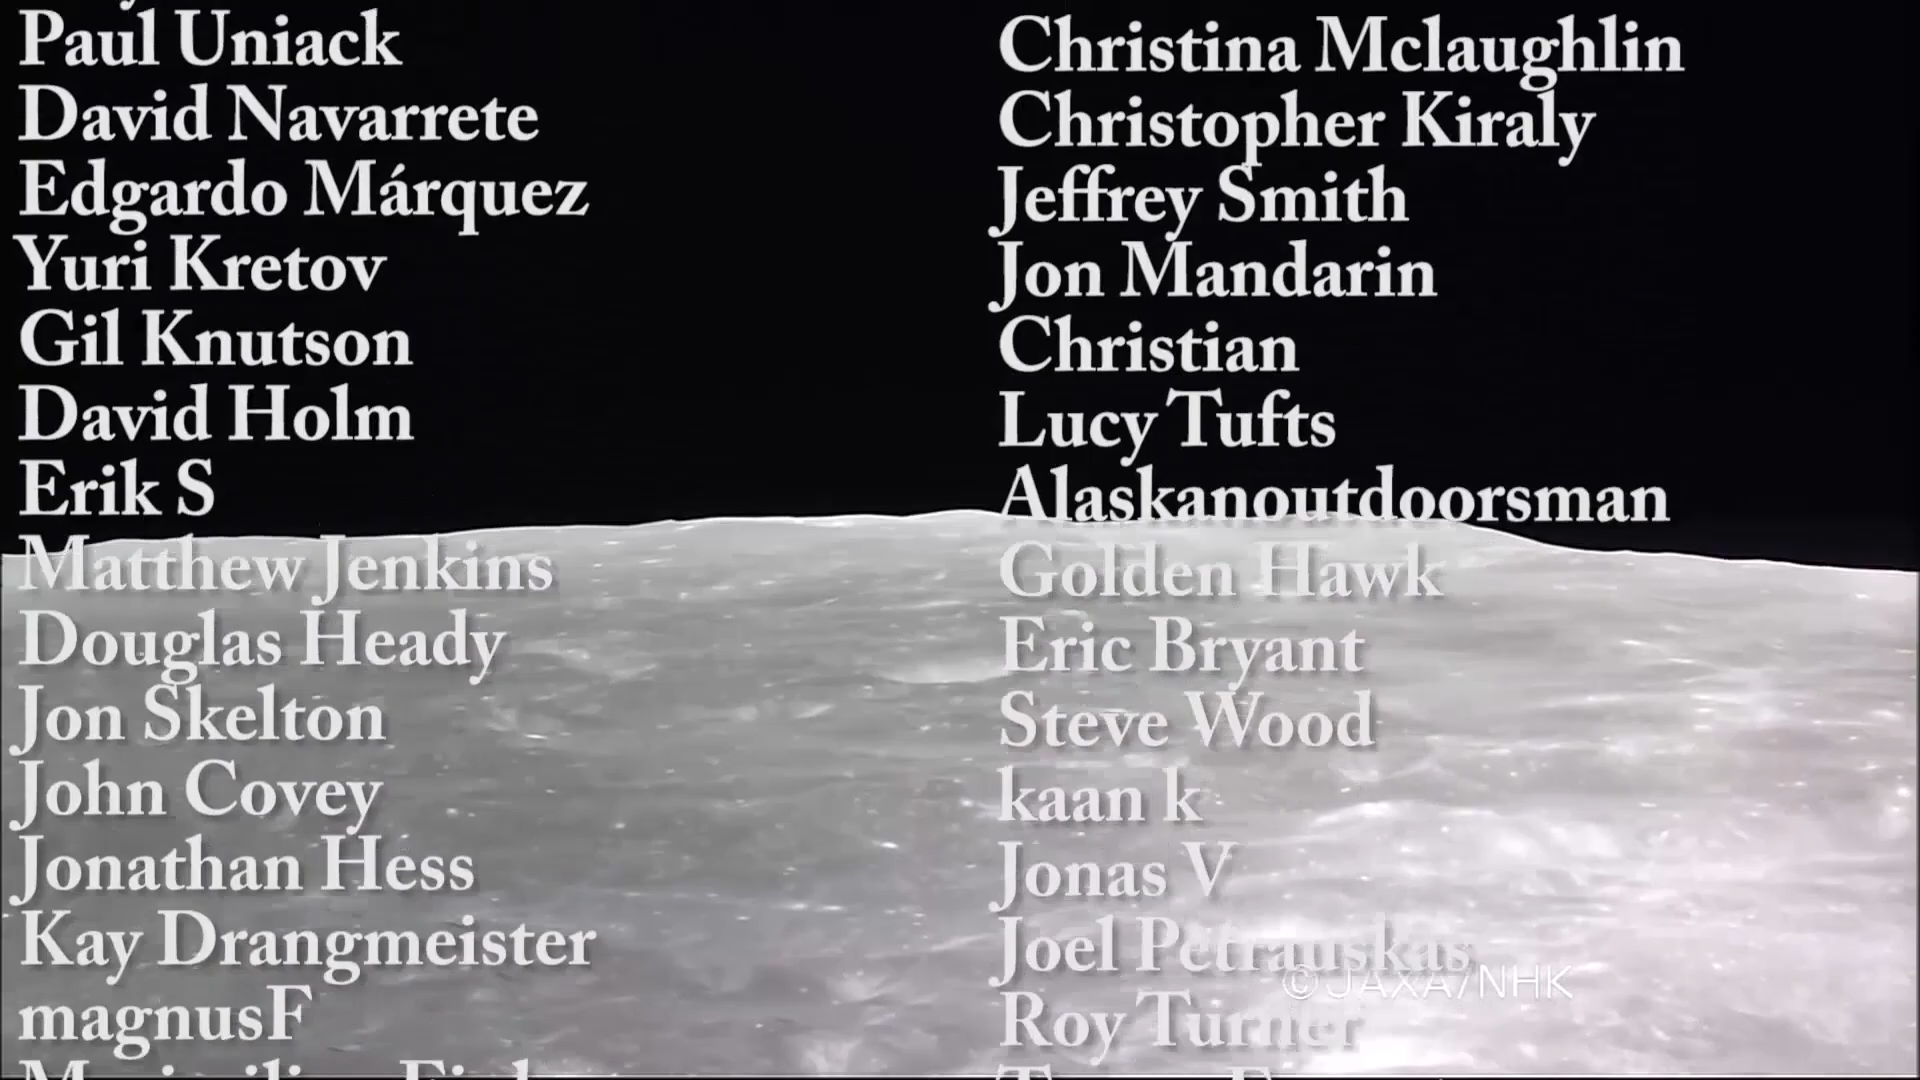 Paul Uniack
David Navarrete
Edgardo Márquez
Yuri Kretov
Gil Knutson
David Holm
Erik S
Matthew Jenkins
Douglas Heady
Jon Skelton
John Covey
Jonathan Hess
Kay Drangmeister
magnusF
Christina Mclaughlin
Christopher Kiraly
Jeffrey Smith
Jon Mandarin
Christian
Lucy Tufts
Alaskanoutdoorsman
Golden Hawk
Eric Bryant
Steve Wood
kaan k
Jonas V
Joel Petrauskas
©JAXA/NHK
Roy Turner